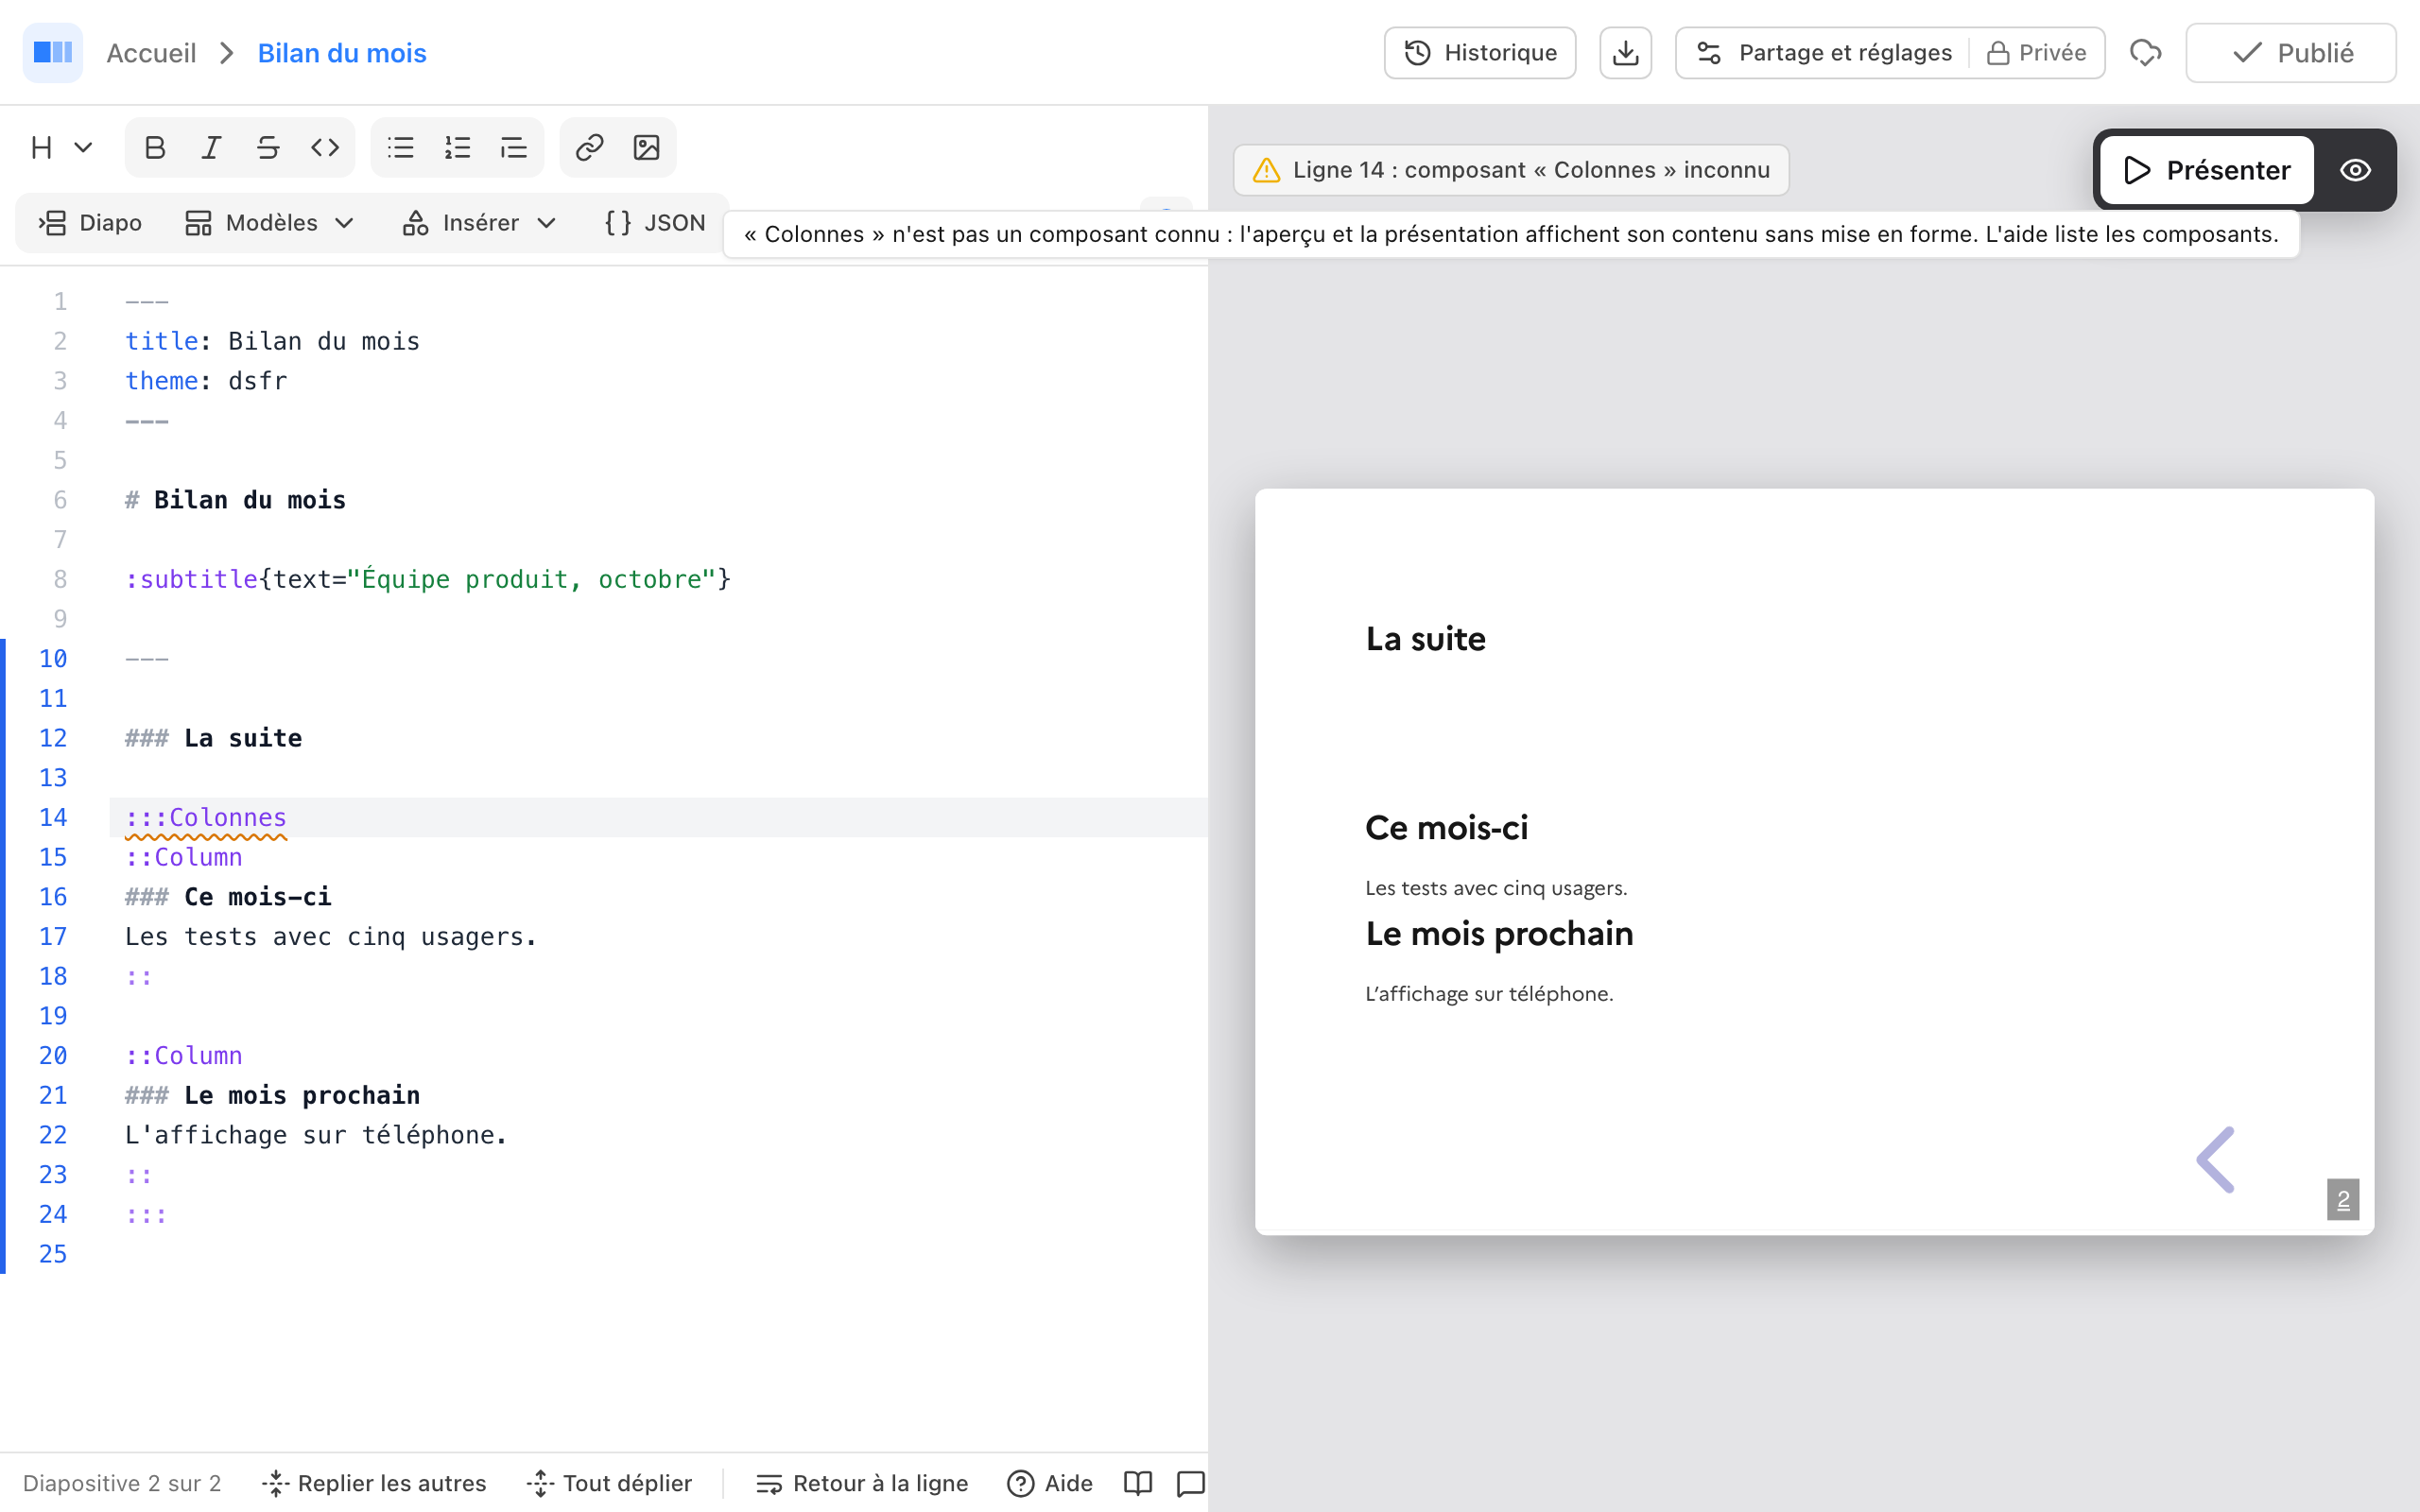 Accueil > Bilan du mois
Historique
Partage et réglages
Privée
Publié
H
B I S <>
Diapo
Modèles
Insérer
{} JSON
Ligne 14 : composant « Colonnes » inconnu
Présenter
« Colonnes » n'est pas un composant connu : l'aperçu et la présentation affichent son contenu sans mise en forme. L'aide liste les composants.
1 ---
2 title: Bilan du mois
3 theme: dsfr
4 ---
5
6 # Bilan du mois
7
8 :subtitle{text="Équipe produit, octobre"}
9
10 ---
11
12 ### La suite
13
14 :::Colonnes
15 ::Column
16 ### Ce mois-ci
17 Les tests avec cinq usagers.
18 ::
19
20 ::Column
21 ### Le mois prochain
22 L'affichage sur téléphone.
23 ::
24 :::
25
La suite
Ce mois-ci
Les tests avec cinq usagers.
Le mois prochain
L’affichage sur téléphone.
2
Diapositive 2 sur 2
Replier les autres
Tout déplier
Retour à la ligne
Aide